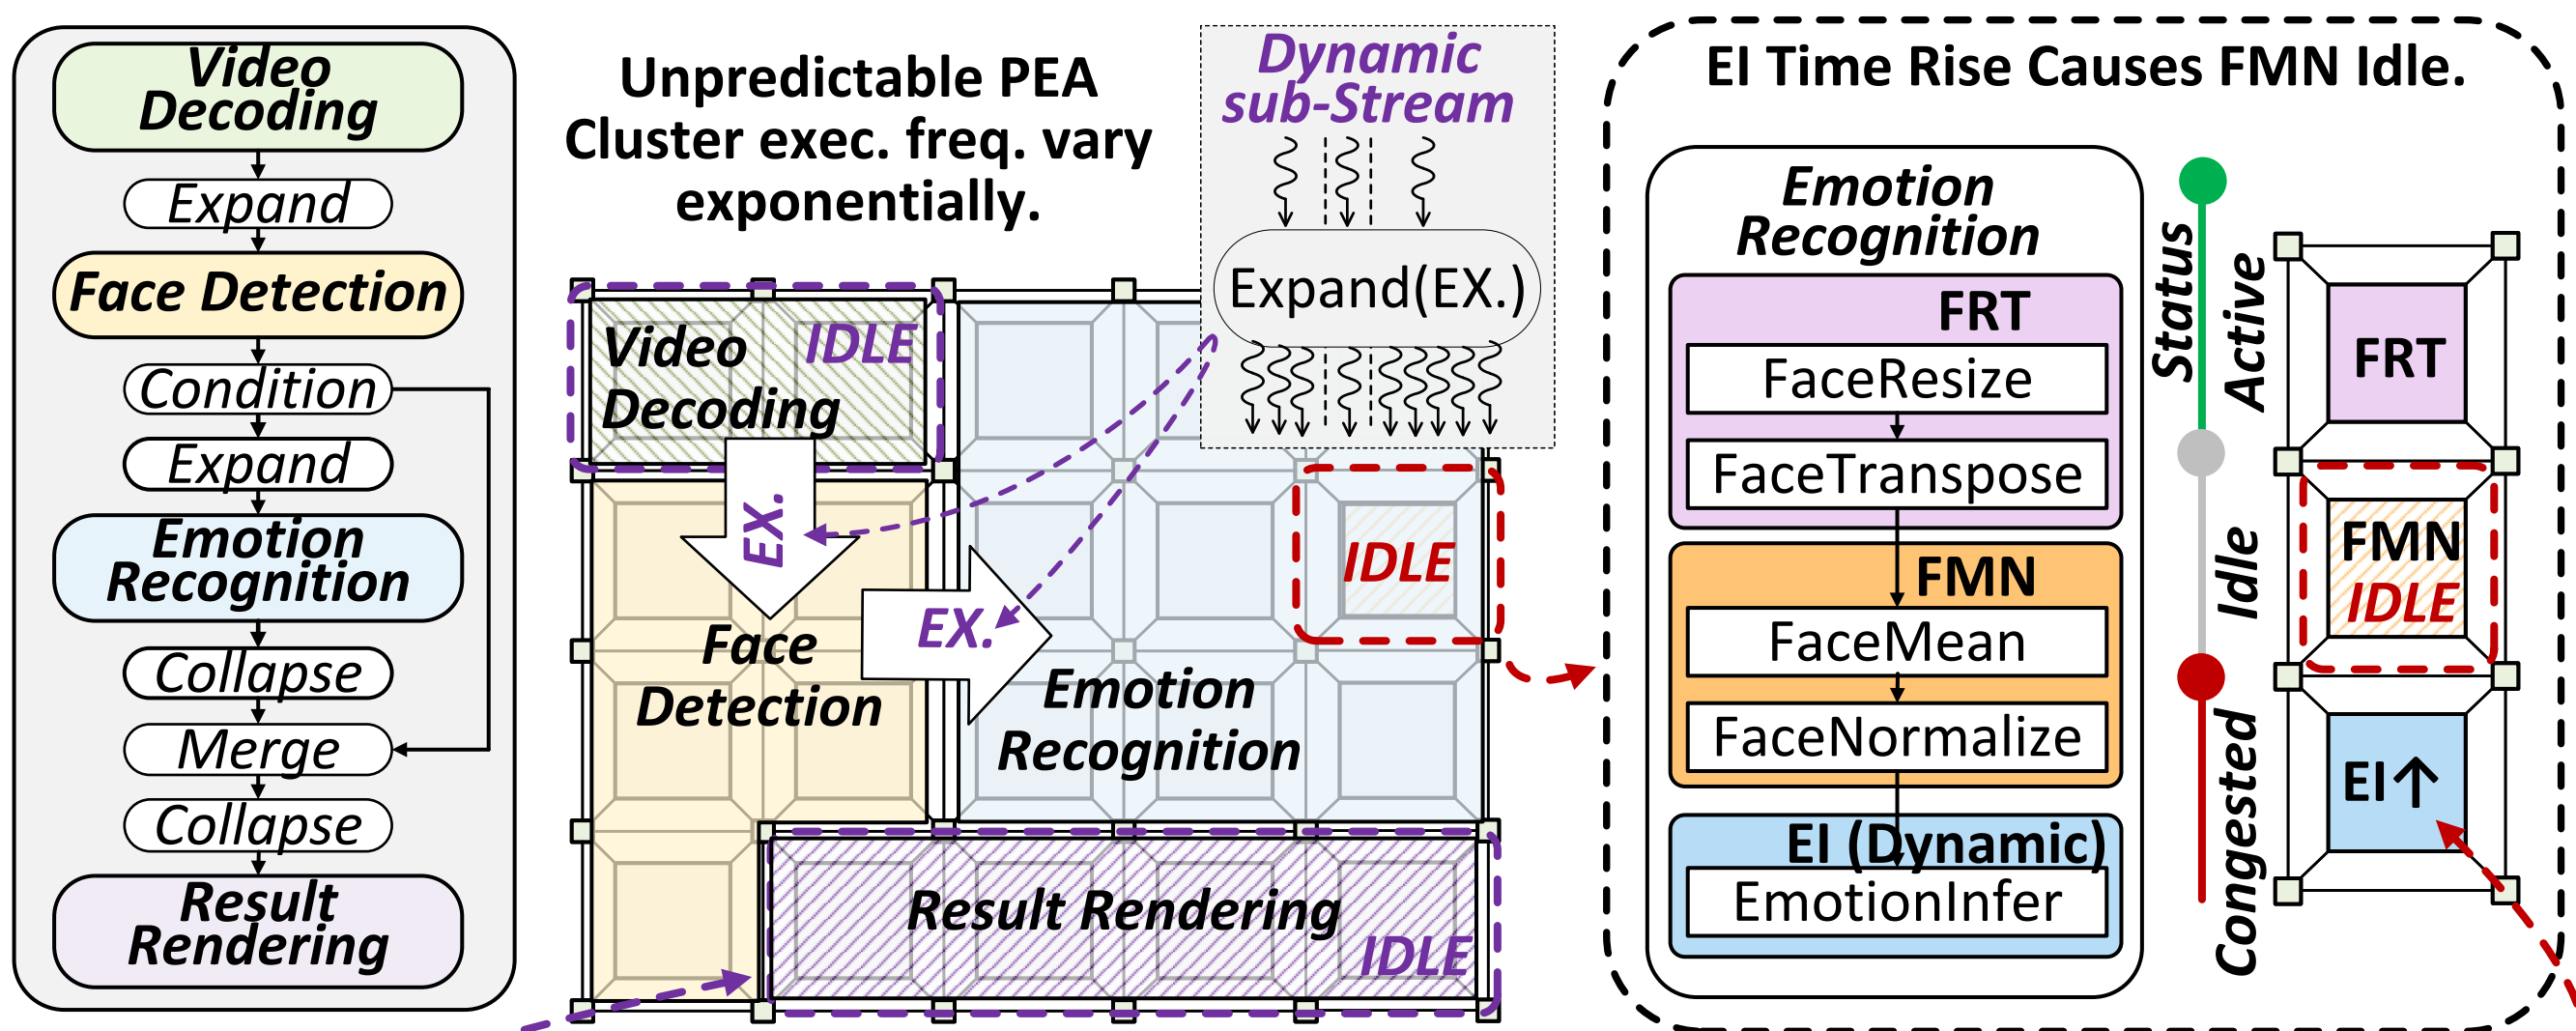 Video
Decoding
Expand
Face Detection
Condition
Expand
Emotion
Recognition
Collapse
Merge
Collapse
Result
Rendering
Unpredictable PEA
Cluster exec. freq. vary
exponentially.
Dynamic
sub-Stream
Expand(EX.)
Video
Decoding
IDLE
EX.
Face
Detection
EX.
Emotion
Recognition
IDLE
Result Rendering
IDLE
EI Time Rise Causes FMN Idle.
Emotion
Recognition
FRT
FaceResize
FaceTranspose
FMN
FaceMean
FaceNormalize
EI (Dynamic)
EmotionInfer
Status
Active
Idle
Congested
FRT
FMN
IDLE
EI↑